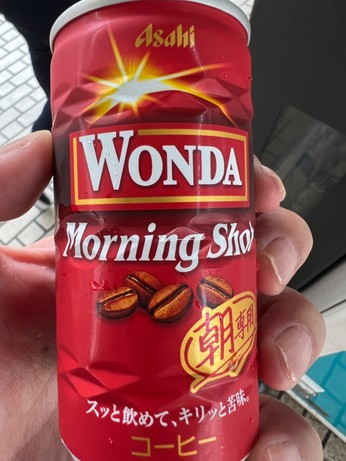 Asahi
WONDA
Morning Shot
朝専用
スッと飲めて、キリッと苦味。
コーヒー